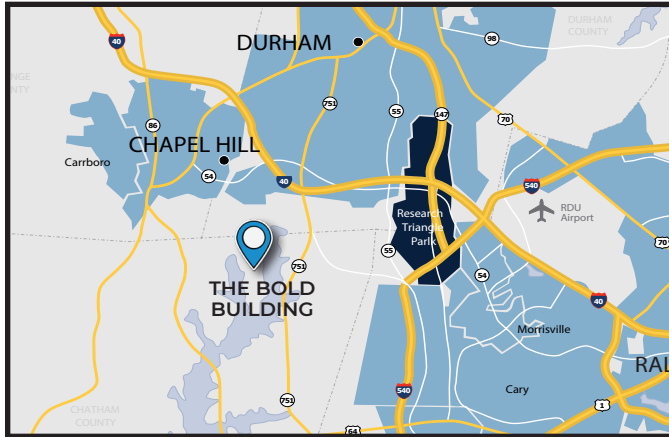 DURHAM
DURHAM
COUNTY
40
98
NGE
NTY
751
55
147
70
86
CHAPEL HILL
Carrboro
54
40
540
RDU
Airport
Research
Triangle
Park
70
55
54
751
THE BOLD
BUILDING
40
Morrisville
RAL
540
Cary
751
1
CHATHAM
COUNTY
64